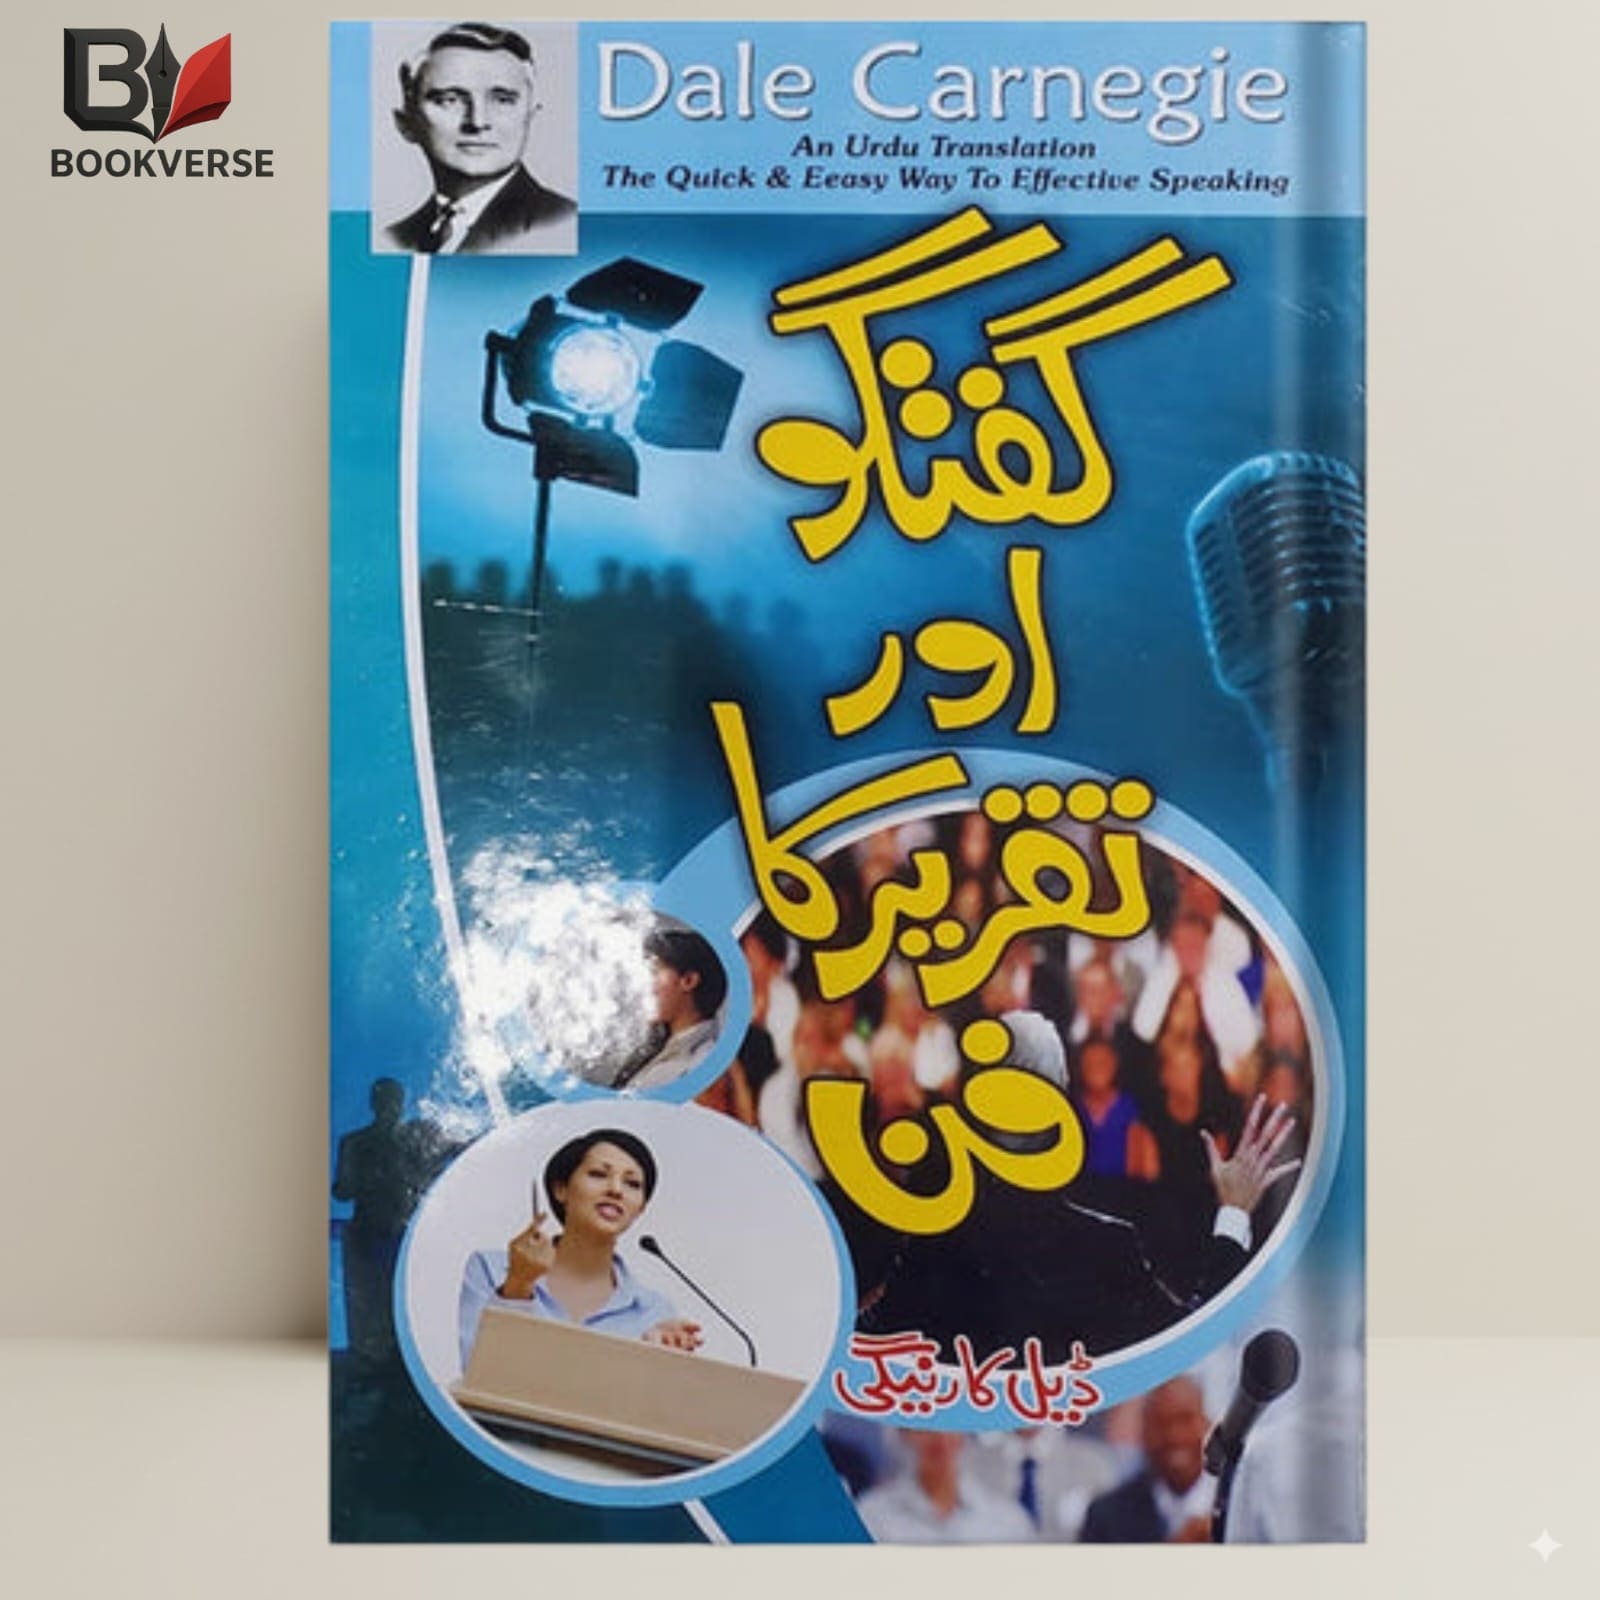 BOOKVERSE
Dale Carnegie
An Urdu Translation
The Quick & Eeasy Way To Effective Speaking
گفتگو
اور
تقریر کا
فن
ڈیل کارنیگی